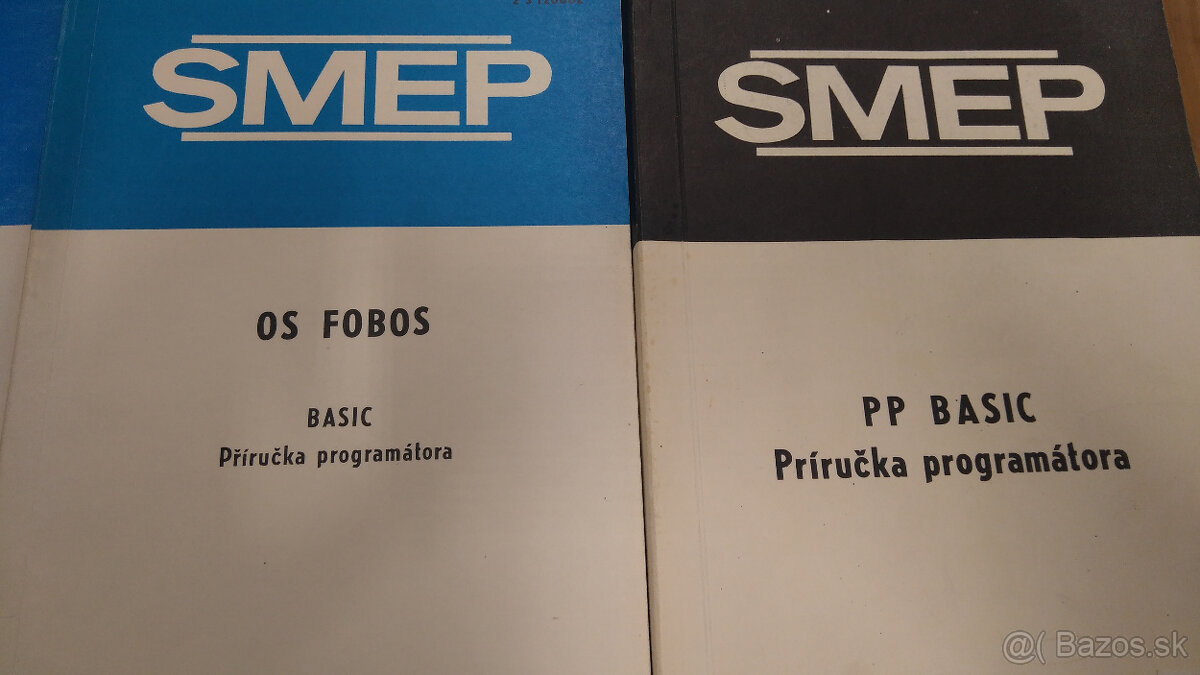 SMEP
OS FOBOS
BASIC
Příručka programátora
SMEP
PP BASIC
Príručka programátora
@( Bazos.sk